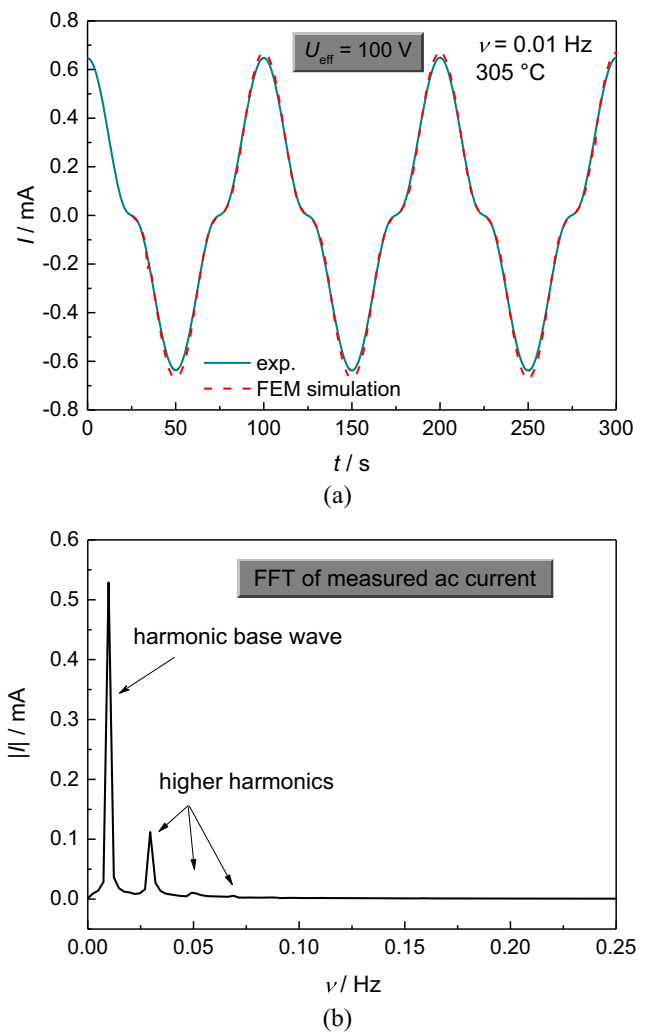 U_eff = 100 V
ν = 0.01 Hz
305 °C
0.8
0.6
0.4
0.2
0.0
-0.2
-0.4
-0.6
-0.8
I / mA
exp.
FEM simulation
0 50 100 150 200 250 300
t / s
(a)
0.6
0.5
0.4
0.3
0.2
0.1
0.0
|I| / mA
FFT of measured ac current
harmonic base wave
higher harmonics
0.00 0.05 0.10 0.15 0.20 0.25
ν / Hz
(b)